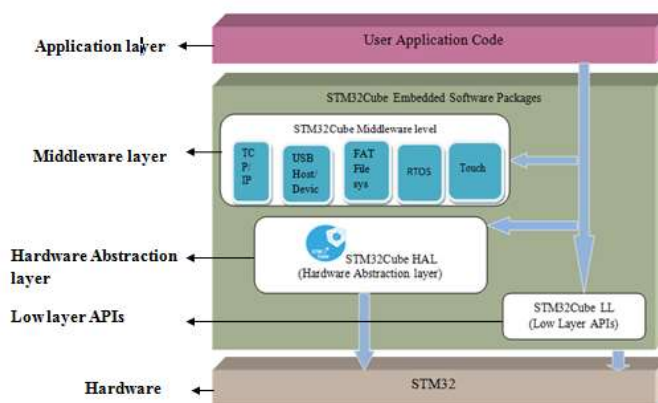 Application layer
User Application Code
STM32Cube Embedded Software Packages
STM32Cube Middleware level
Middleware layer
TC
P/
IP
USB
Host/
Devic
FAT
File
sys
RTOS
Touch
Hardware Abstraction
layer
STM32Cube HAL
(Hardware Abstraction layer)
Low layer APIs
STM32Cube LL
(Low Layer APIs)
Hardware
STM32